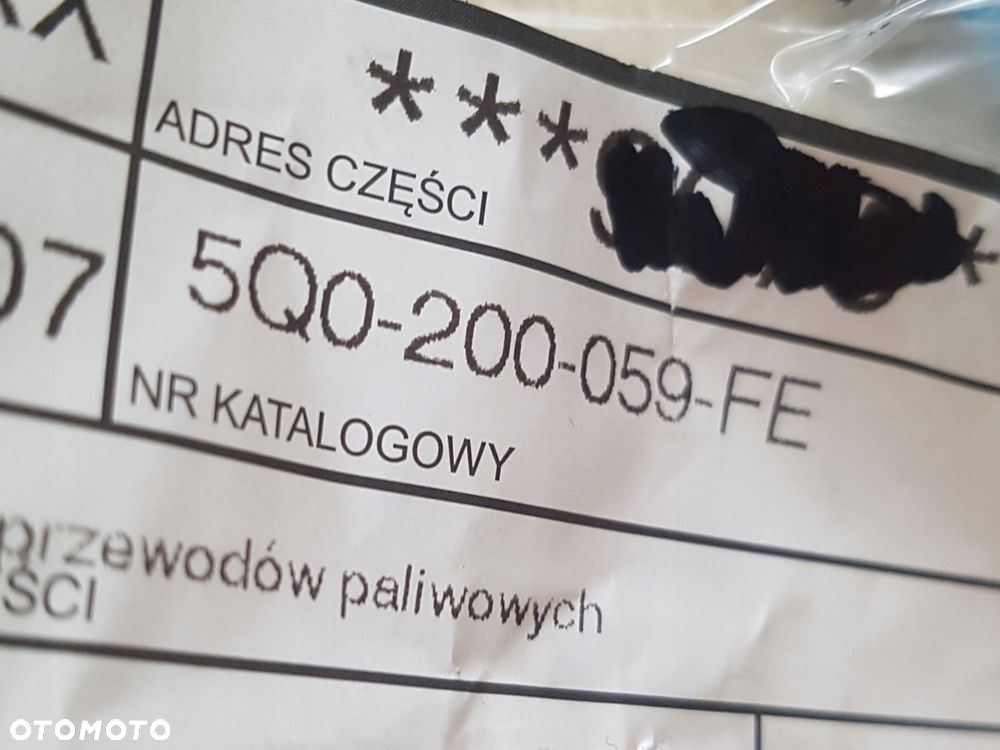 ***
ADRES CZĘŚCI
07
5Q0-200-059-FE
NR KATALOGOWY
przewodów paliwowych
ŚCI
OTOMOTO